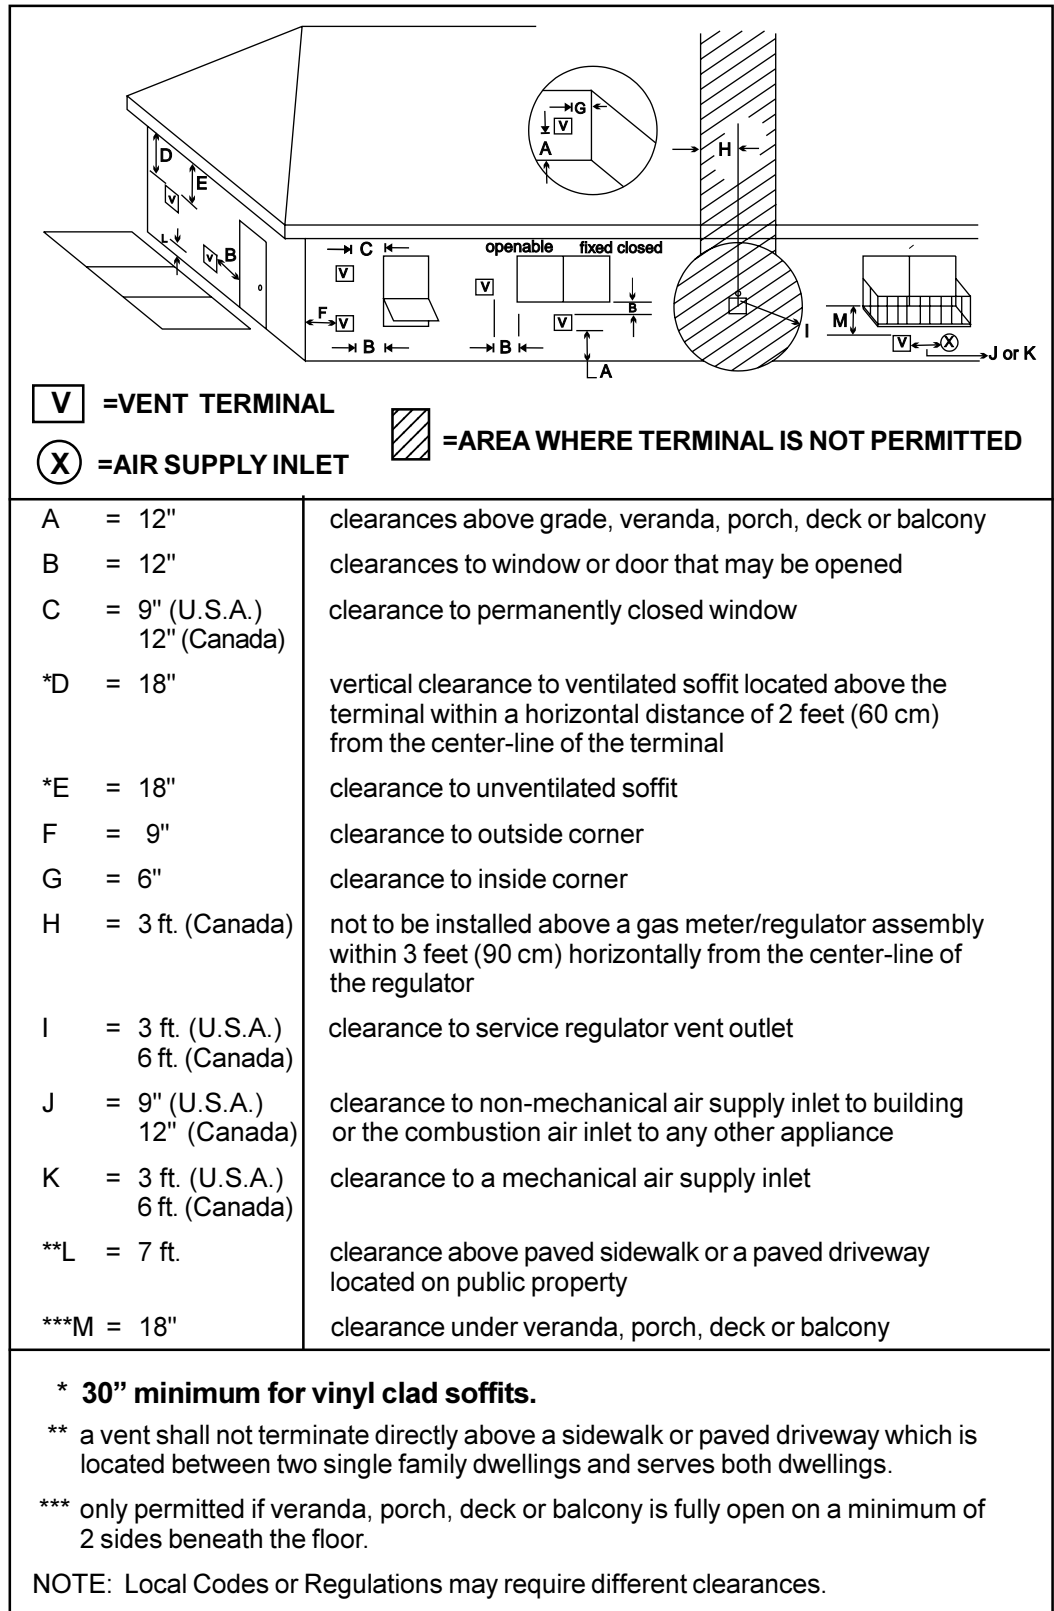 G
V
A
H
D
E
V
L
V
B
C
openable
fixed closed
V
V
B
F
V
V
M
I
V
X
B
B
J or K
A
V =VENT TERMINAL
X =AIR SUPPLY INLET
=AREA WHERE TERMINAL IS NOT PERMITTED
A = 12" clearances above grade, veranda, porch, deck or balcony
B = 12" clearances to window or door that may be opened
C = 9" (U.S.A.) clearance to permanently closed window
12" (Canada)
*D = 18" vertical clearance to ventilated soffit located above the
terminal within a horizontal distance of 2 feet (60 cm)
from the center-line of the terminal
*E = 18" clearance to unventilated soffit
F = 9" clearance to outside corner
G = 6" clearance to inside corner
H = 3 ft. (Canada) not to be installed above a gas meter/regulator assembly
within 3 feet (90 cm) horizontally from the center-line of
the regulator
I = 3 ft. (U.S.A.) clearance to service regulator vent outlet
6 ft. (Canada)
J = 9" (U.S.A.) clearance to non-mechanical air supply inlet to building
12" (Canada) or the combustion air inlet to any other appliance
K = 3 ft. (U.S.A.) clearance to a mechanical air supply inlet
6 ft. (Canada)
**L = 7 ft. clearance above paved sidewalk or a paved driveway
located on public property
***M = 18" clearance under veranda, porch, deck or balcony
* 30” minimum for vinyl clad soffits.
** a vent shall not terminate directly above a sidewalk or paved driveway which is
located between two single family dwellings and serves both dwellings.
*** only permitted if veranda, porch, deck or balcony is fully open on a minimum of
2 sides beneath the floor.
NOTE: Local Codes or Regulations may require different clearances.